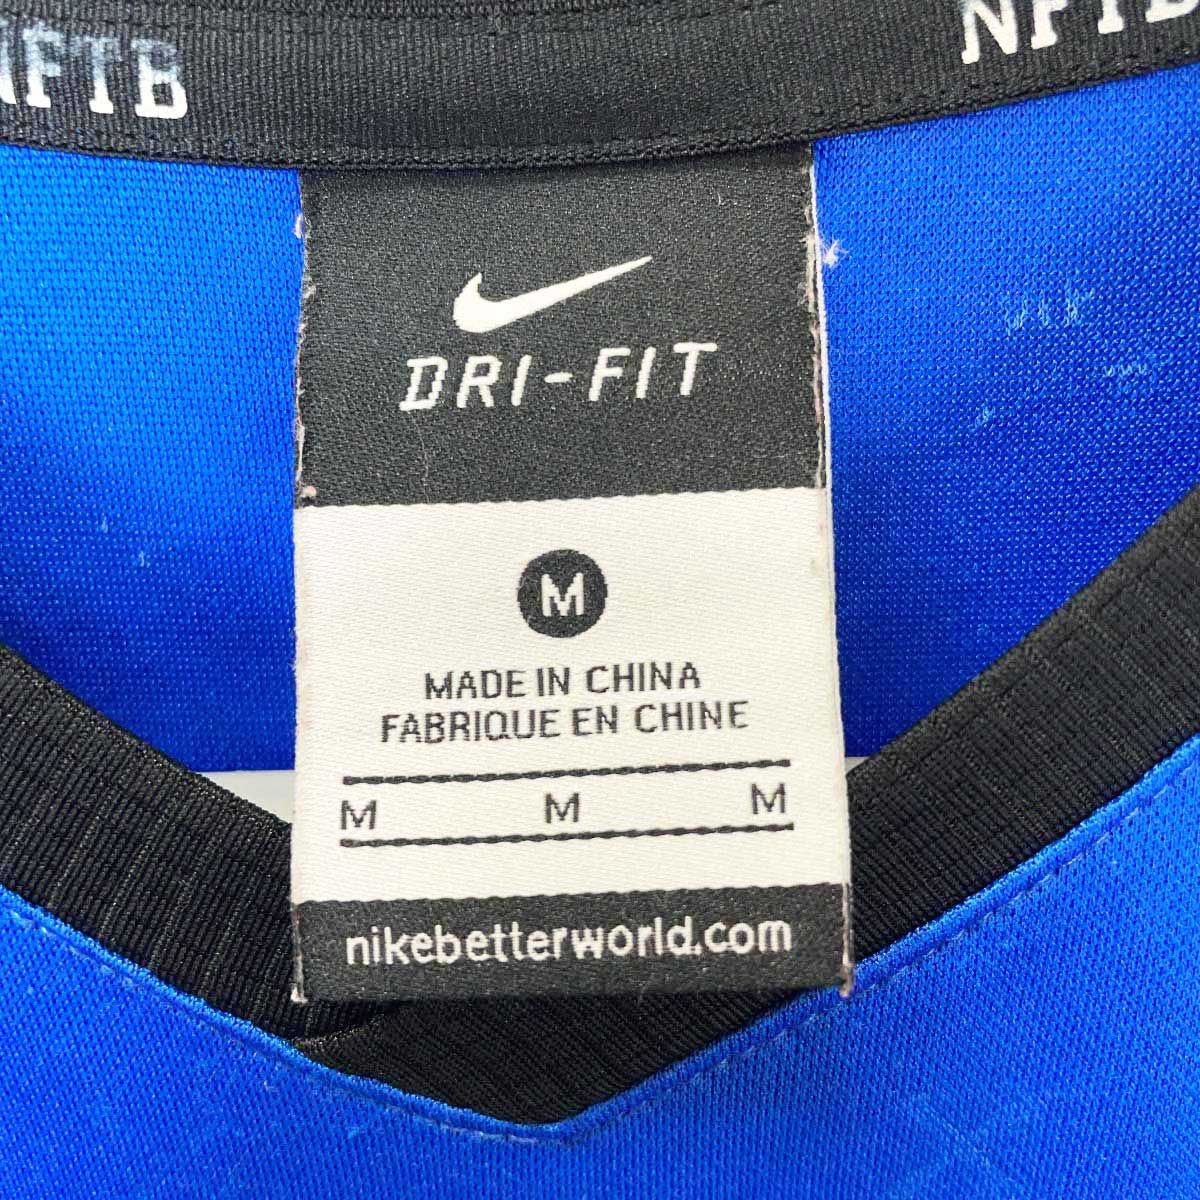 NFTB
NFTB
DRI-FIT
M
MADE IN CHINA
FABRIQUE EN CHINE
M M M
nikebetterworld.com